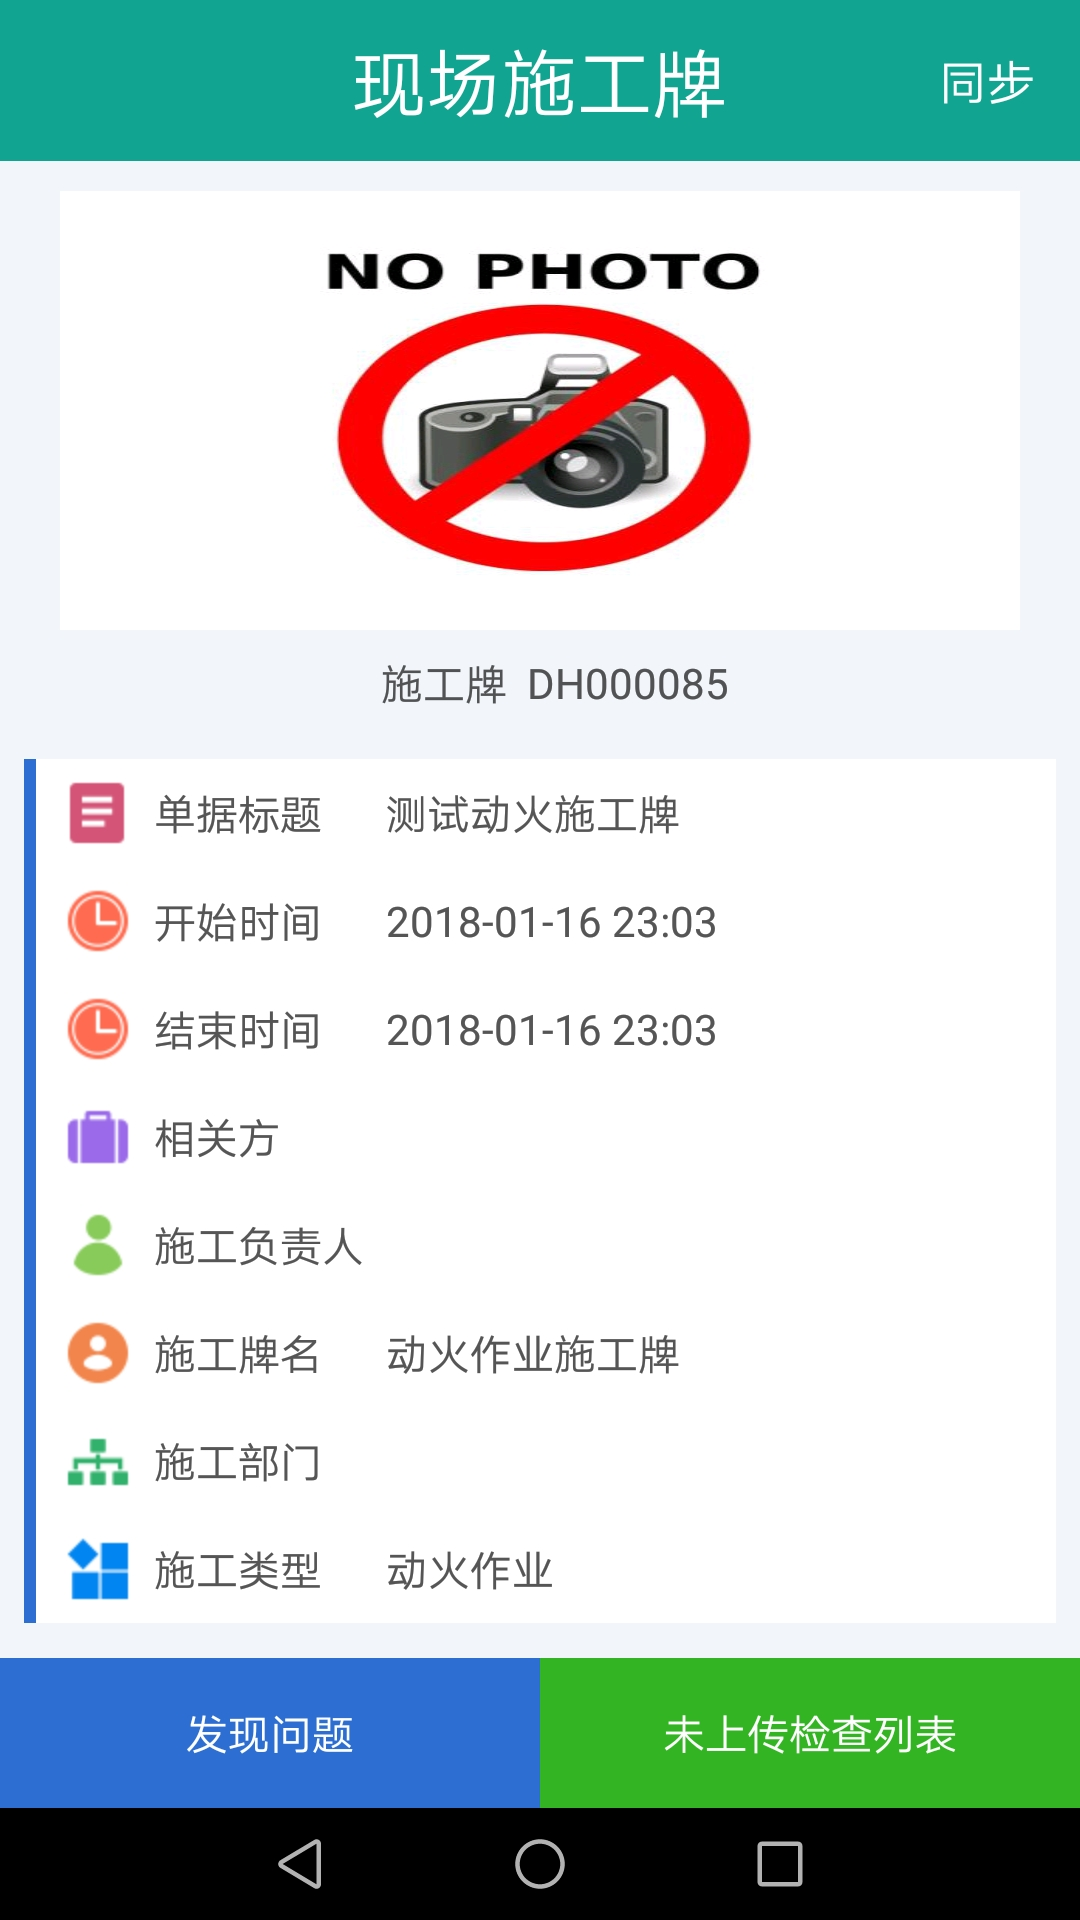 现场施工牌 同步
NO PHOTO
施工牌 DH000085
单据标题 测试动火施工牌
开始时间 2018-01-16 23:03
结束时间 2018-01-16 23:03
相关方
施工负责人
施工牌名 动火作业施工牌
施工部门
施工类型 动火作业
发现问题 未上传检查列表